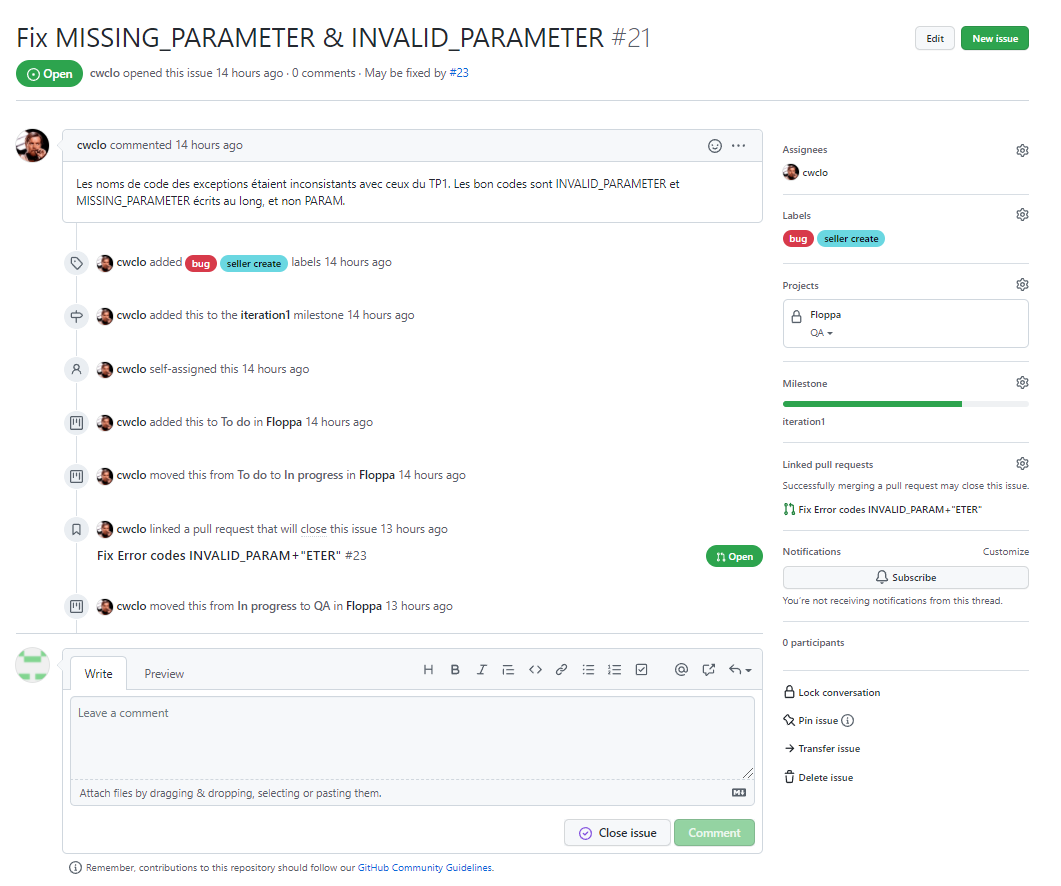 Fix MISSING_PARAMETER & INVALID_PARAMETER #21
Edit
New issue
Open
cwclo opened this issue 14 hours ago · 0 comments · May be fixed by #23
cwclo commented 14 hours ago
Les noms de code des exceptions étaient inconsistants avec ceux du TP1. Les bon codes sont INVALID_PARAMETER et
MISSING_PARAMETER écrits au long, et non PARAM.
cwclo added bug seller create labels 14 hours ago
cwclo added this to the iteration1 milestone 14 hours ago
cwclo self-assigned this 14 hours ago
cwclo added this to To do in Floppa 14 hours ago
cwclo moved this from To do to In progress in Floppa 14 hours ago
cwclo linked a pull request that will close this issue 13 hours ago
Fix Error codes INVALID_PARAM+"ETER" #23
Open
cwclo moved this from In progress to QA in Floppa 13 hours ago
Write
Preview
Leave a comment
Attach files by dragging & dropping, selecting or pasting them.
Close issue
Comment
Remember, contributions to this repository should follow our GitHub Community Guidelines.
Assignees
cwclo
Labels
bug seller create
Projects
Floppa
QA
Milestone
iteration1
Linked pull requests
Successfully merging a pull request may close this issue.
Fix Error codes INVALID_PARAM+"ETER"
Notifications
Customize
Subscribe
You're not receiving notifications from this thread.
0 participants
Lock conversation
Pin issue
Transfer issue
Delete issue